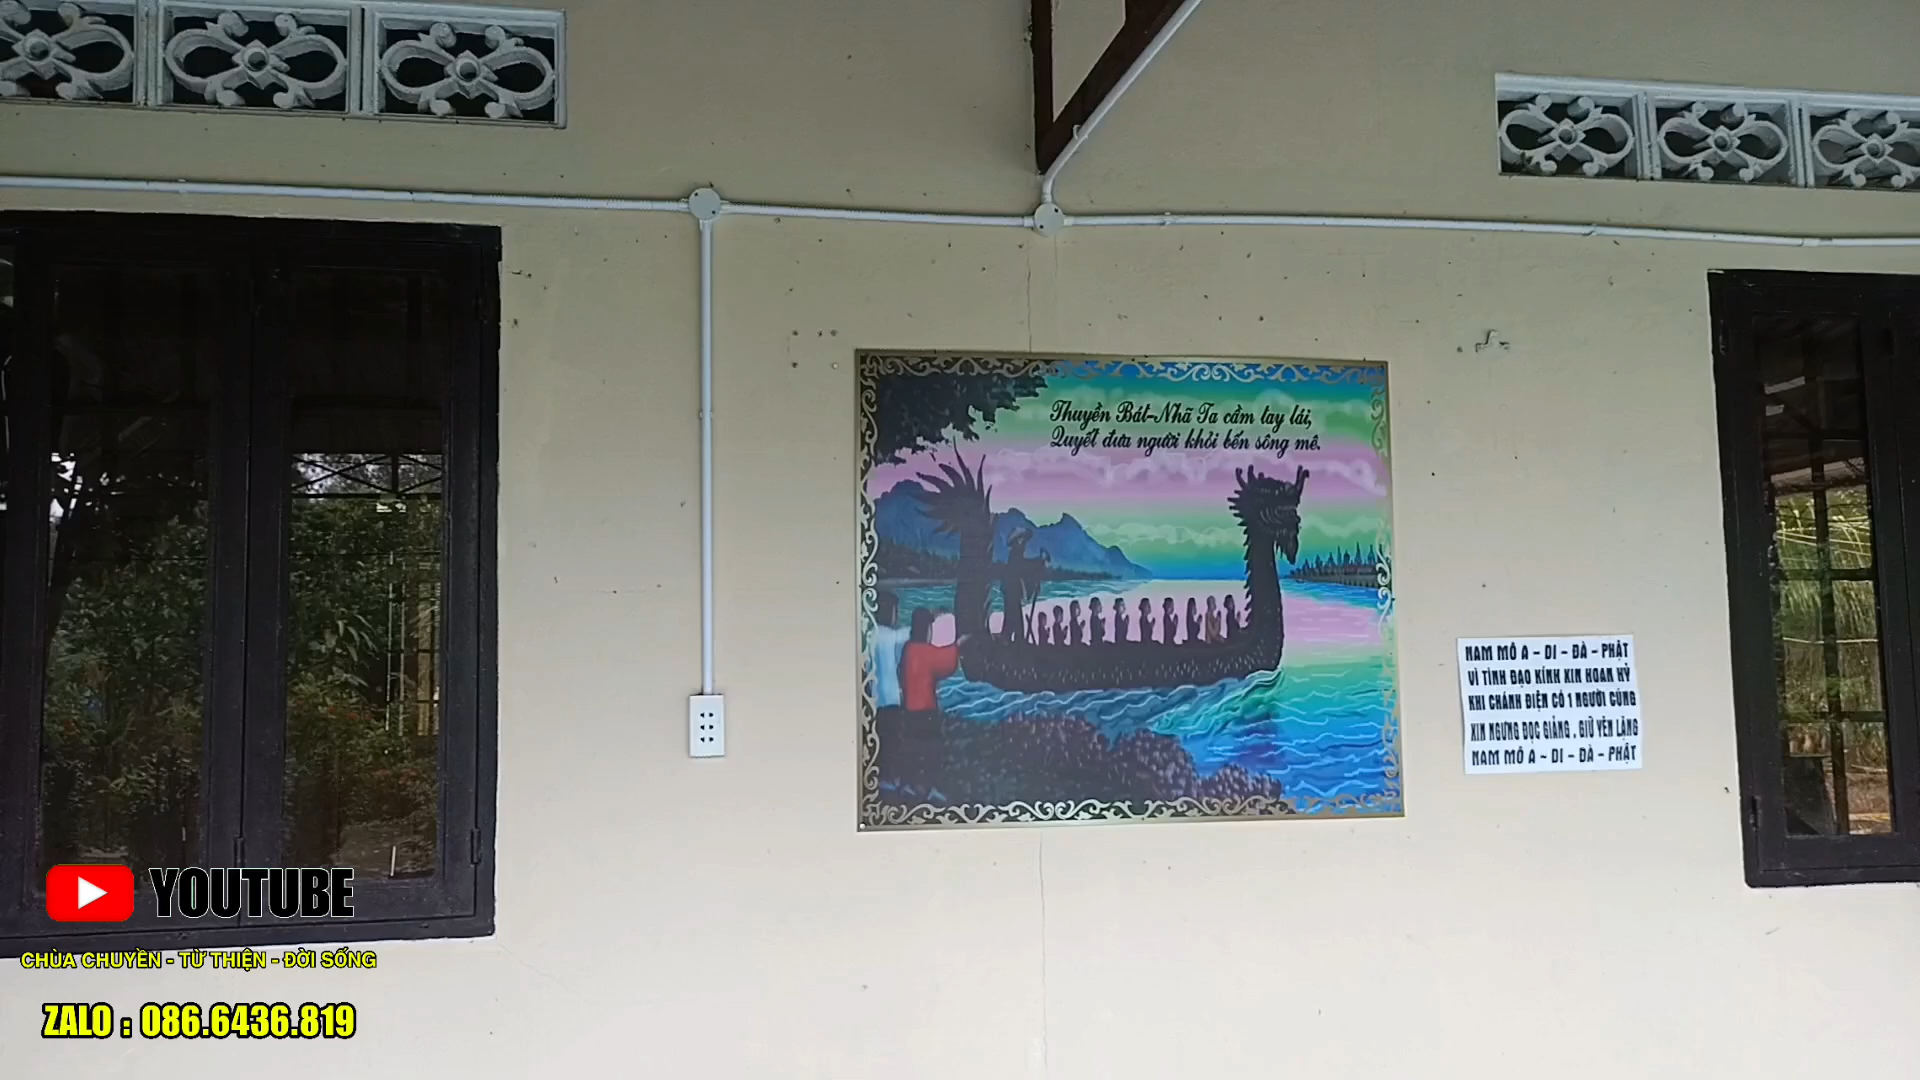 Thuyền Bát-Nhã Ta cầm tay lái,
Quyết đưa người khỏi bến sông mê.
NAM MÔ A - DI - ĐÀ - PHẬT
VÌ TÌNH ĐẠO KÍNH XIN HOAN HỶ
KHI CHÁNH ĐIỆN CÓ 1 NGƯỜI CÚNG
XIN NGƯNG ĐỌC GIẢNG , GIỮ YÊN LẶNG
NAM MÔ A - DI - ĐÀ - PHẬT
YOUTUBE
CHÙA CHUYỀN - TỪ THIỆN - ĐỜI SỐNG
ZALO : 086.6436.819